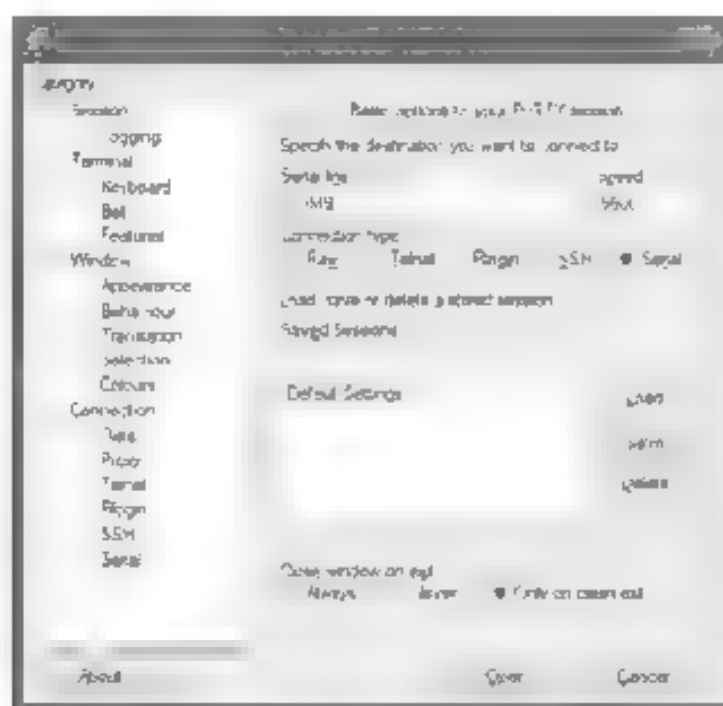 Category
Session
Logging
Terminal
Keyboard
Bell
Features
Window
Appearance
Behaviour
Translation
Selection
Colours
Connection
Data
Proxy
Telnet
Rlogin
SSH
Serial
About
Basic options for your PuTTY session
Specify the destination you want to connect to
Serial line
Speed
9600
Connection type
Raw Telnet Rlogin SSH Serial
Load, save or delete a stored session
Saved Sessions
Default Settings
Load
Save
Delete
Close window on exit
Always Never Only on clean exit
Open Cancel